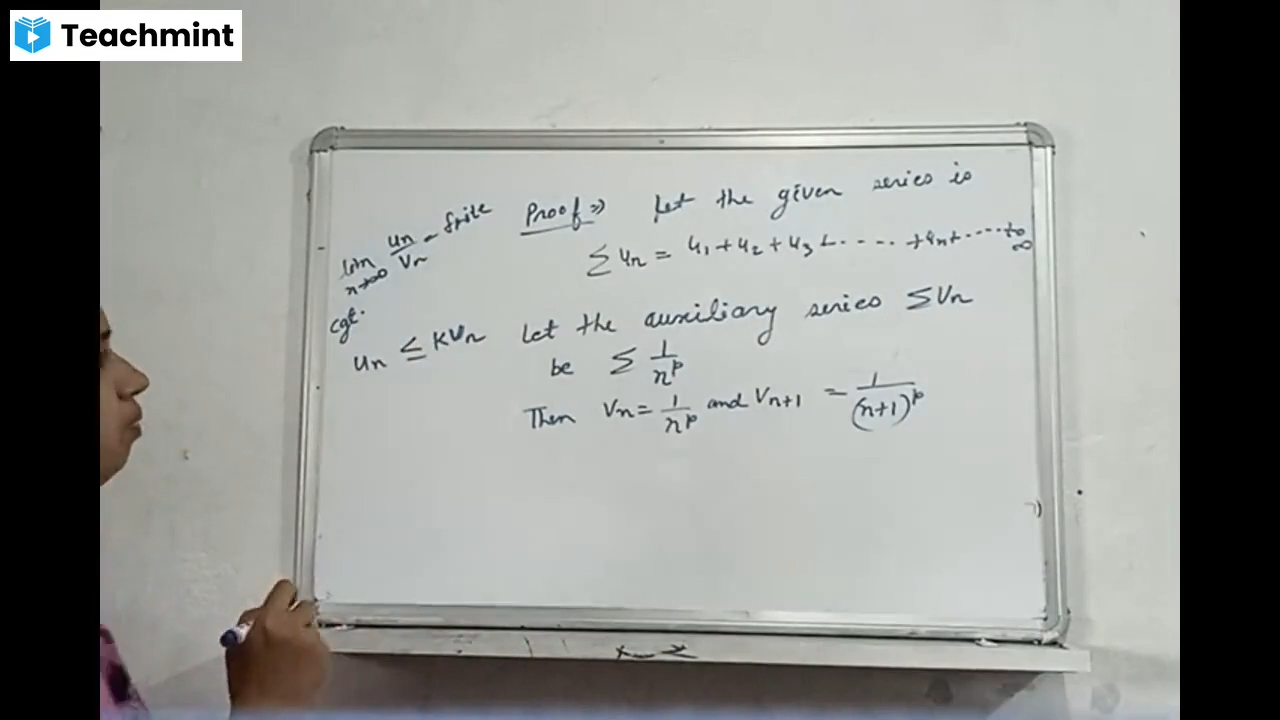 Teachmint
Proof ⇒ Let the given series is
∑ un = u1 + u2 + u3 + ..... + un + ..... to ∞
lim n→∞ un/Vn = finite
cgt.
un ≤ KVn
Let the auxiliary series ∑Vn
be ∑ 1/n^p
Then Vn = 1/n^p and Vn+1 = 1/(n+1)^p